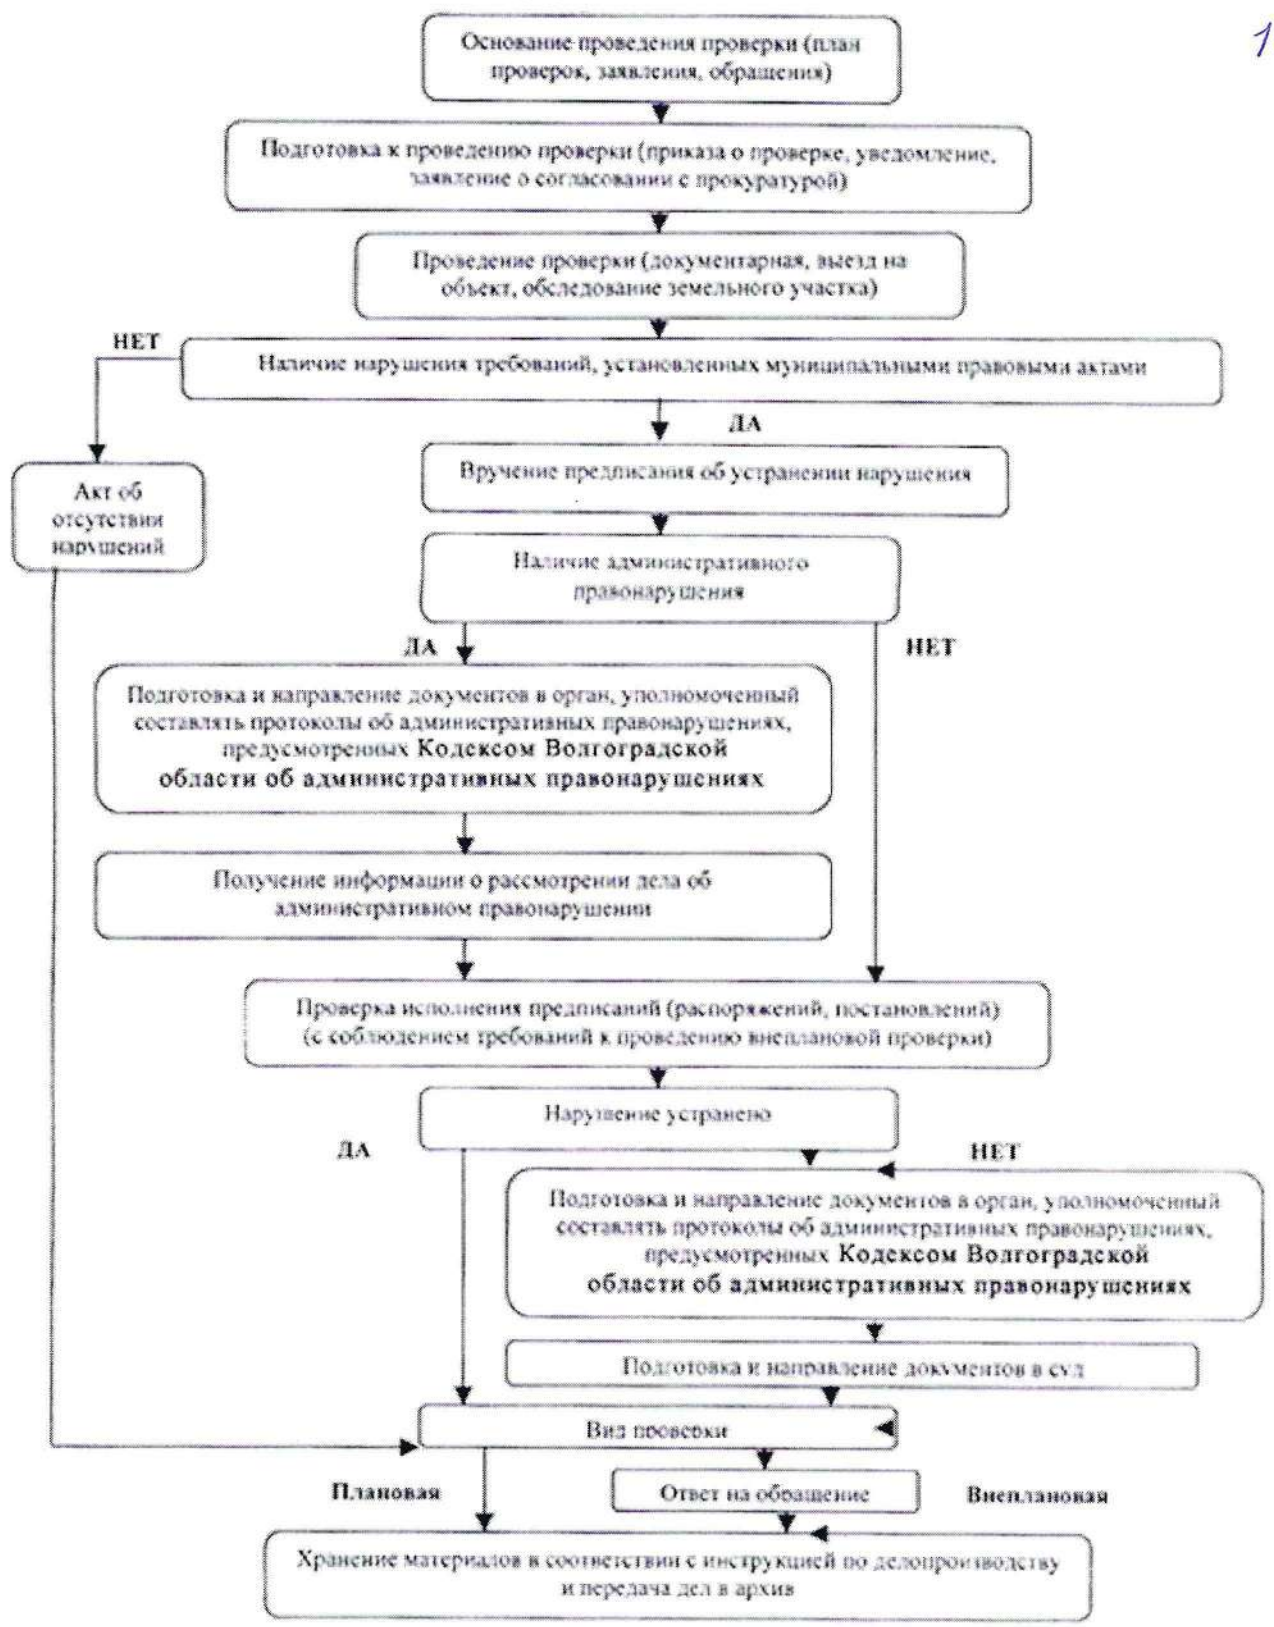 1
Основание проведения проверки (план
проверок, заявления, обращения)
Подготовка к проведению проверки (приказа о проверке, уведомление,
заявление о согласовании с прокуратурой)
Проведение проверки (документарная, выезд на
объект, обследование земельного участка)
НЕТ
Наличие нарушения требований, установленных муниципальными правовыми актами
ДА
Вручение предписания об устранении нарушения
Акт об
отсутствии
нарушений
Наличие административного
правонарушения
ДА
НЕТ
Подготовка и направление документов в орган, уполномоченный
составлять протоколы об административных правонарушениях,
предусмотренных Кодексом Волгоградской
области об административных правонарушениях
Получение информации о рассмотрении дела об
административном правонарушении
Проверка исполнения предписаний (распоряжений, постановлений)
(с соблюдением требований к проведению внеплановой проверки)
Нарушение устранено
ДА
НЕТ
Подготовка и направление документов в орган, уполномоченный
составлять протоколы об административных правонарушениях,
предусмотренных Кодексом Волгоградской
области об административных правонарушениях
Подготовка и направление документов в суд
Вид проверки
Плановая
Ответ на обращение
Внеплановая
Хранение материалов в соответствии с инструкцией по делопроизводству
и передача дел в архив